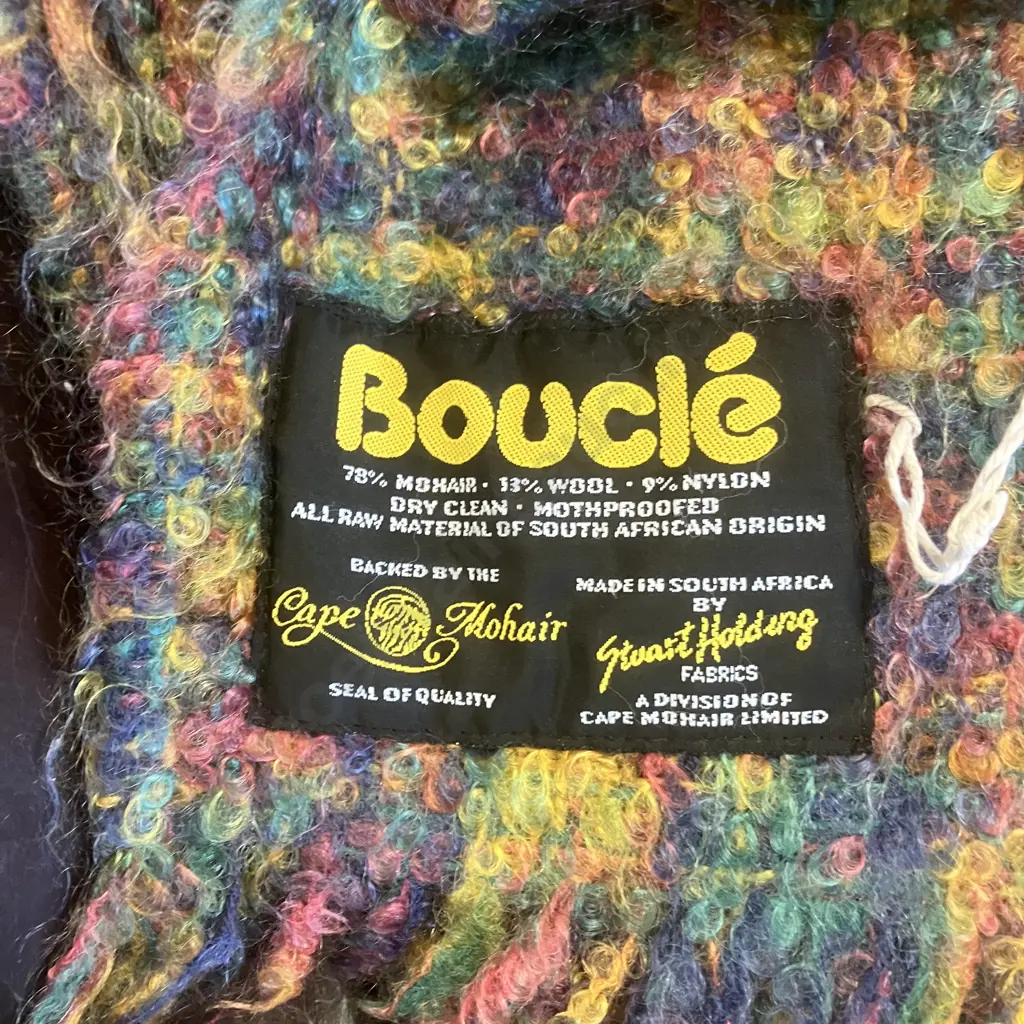 Bouclé
78% MOHAIR · 13% WOOL · 9% NYLON
DRY CLEAN · MOTHPROOFED
ALL RAW MATERIAL OF SOUTH AFRICAN ORIGIN
BACKED BY THE
Cape Mohair
SEAL OF QUALITY
MADE IN SOUTH AFRICA
BY
Stuart Holding
FABRICS
A DIVISION OF
CAPE MOHAIR LIMITED